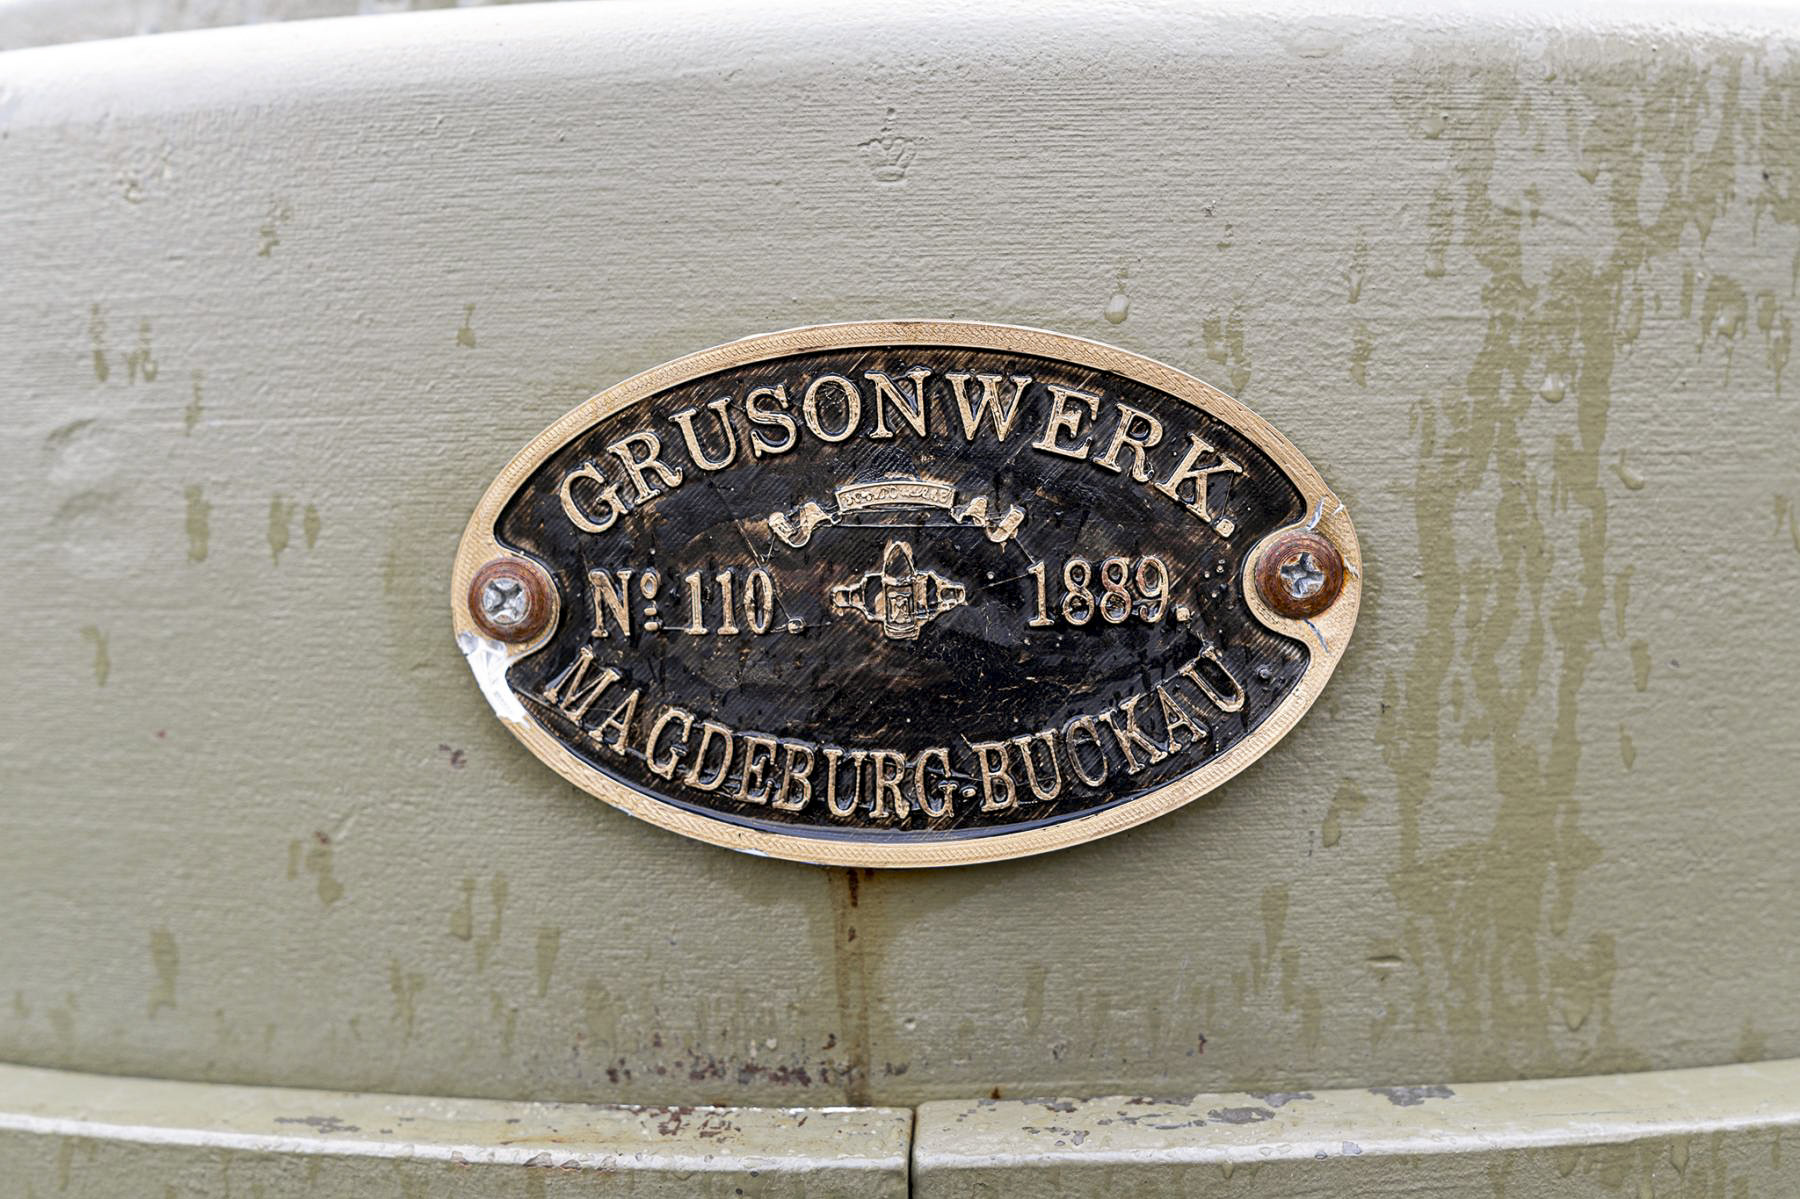 GRUSONWERK.
Nº 110. 1889.
MAGDEBURG·BUCKAU